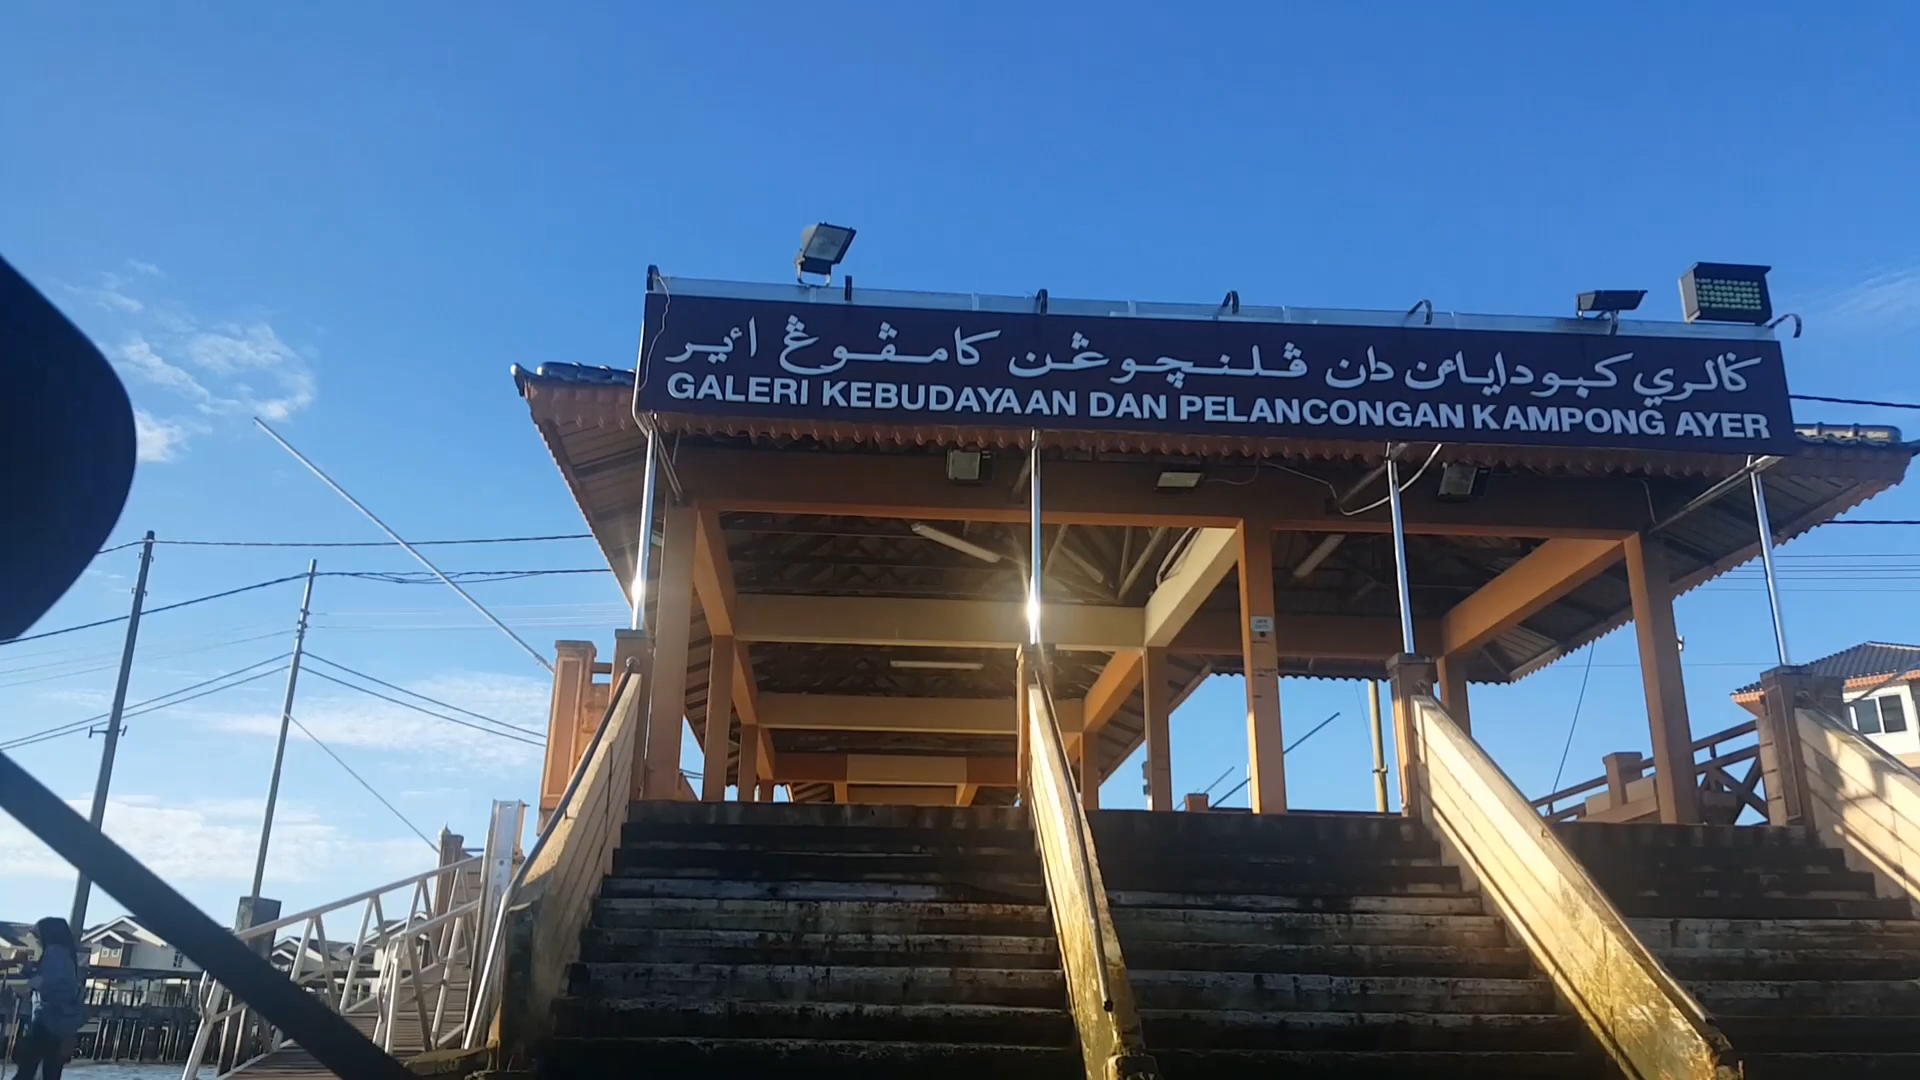 ݢالري كبودايائن دان ڤلنچوڠن كامڤوڠ اءير
GALERI KEBUDAYAAN DAN PELANCONGAN KAMPONG AYER